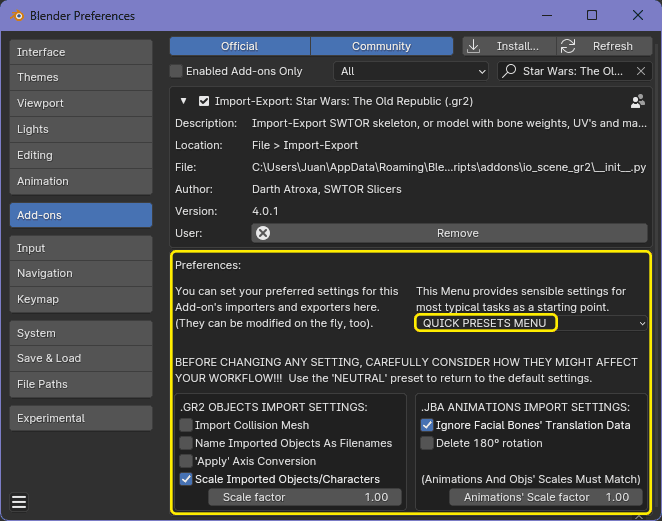 Blender Preferences
Interface
Themes
Viewport
Lights
Editing
Animation
Add-ons
Input
Navigation
Keymap
System
Save & Load
File Paths
Experimental
Official
Community
Install...
Refresh
Enabled Add-ons Only
All
Star Wars: The Ol...
Import-Export: Star Wars: The Old Republic (.gr2)
Description: Import-Export SWTOR skeleton, or model with bone weights, UV's and ma...
Location: File > Import-Export
File: C:\Users\Juan\AppData\Roaming\Ble...ripts\addons\io_scene_gr2\__init__.py
Author: Darth Atroxa, SWTOR Slicers
Version: 4.0.1
User: Remove
Preferences:
You can set your preferred settings for this
Add-on's importers and exporters here.
(They can be modified on the fly, too).
This Menu provides sensible settings for
most typical tasks as a starting point.
QUICK PRESETS MENU
BEFORE CHANGING ANY SETTING, CAREFULLY CONSIDER HOW THEY MIGHT AFFECT
YOUR WORKFLOW!!! Use the 'NEUTRAL' preset to return to the default settings.
.GR2 OBJECTS IMPORT SETTINGS:
Import Collision Mesh
Name Imported Objects As Filenames
'Apply' Axis Conversion
Scale Imported Objects/Characters
Scale factor 1.00
.JBA ANIMATIONS IMPORT SETTINGS:
Ignore Facial Bones' Translation Data
Delete 180º rotation
(Animations And Objs' Scales Must Match)
Animations' Scale factor 1.00